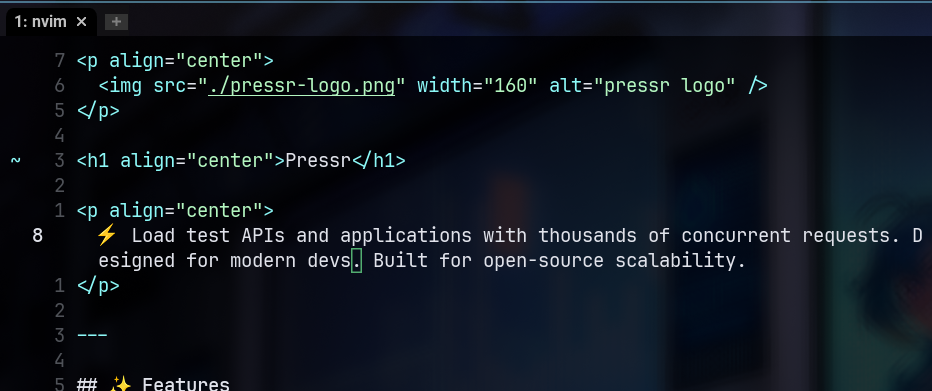 1: nvim × +
7 <p align="center">
6 <img src="./pressr-logo.png" width="160" alt="pressr logo" />
5 </p>
4
~ 3 <h1 align="center">Pressr</h1>
2
1 <p align="center">
8 ⚡ Load test APIs and applications with thousands of concurrent requests. D
esigned for modern devs. Built for open-source scalability.
1 </p>
2
3 ---
4
5 ## ✨ Features